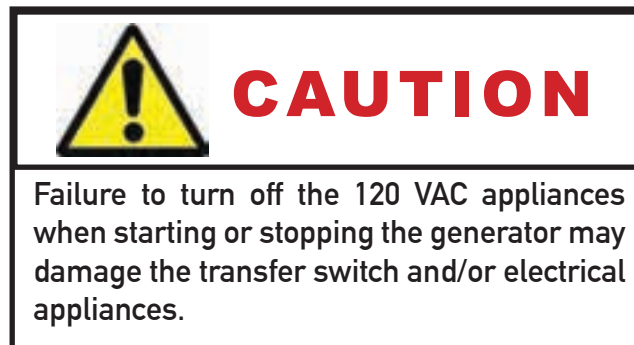 CAUTION
Failure to turn off the 120 VAC appliances
when starting or stopping the generator may
damage the transfer switch and/or electrical
appliances.